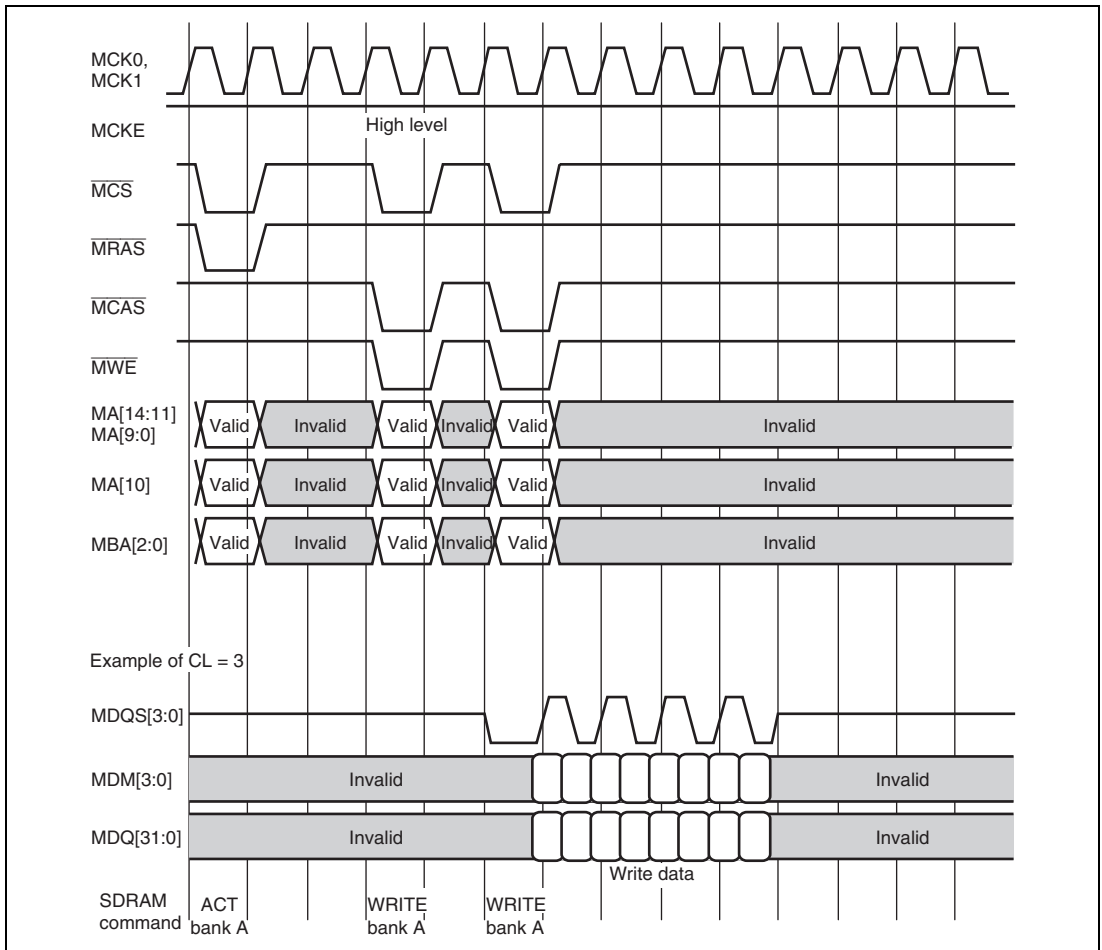 MCK0,
MCK1
MCKE
High level
MCS
MRAS
MCAS
MWE
MA[14:11]
MA[9:0]
Valid Invalid Valid Invalid Valid Invalid
MA[10]
Valid Invalid Valid Invalid Valid Invalid
MBA[2:0]
Valid Invalid Valid Invalid Valid Invalid
Example of CL = 3
MDQS[3:0]
MDM[3:0]
Invalid Invalid
MDQ[31:0]
Invalid Invalid
Write data
SDRAM
command
ACT
bank A
WRITE
bank A
WRITE
bank A